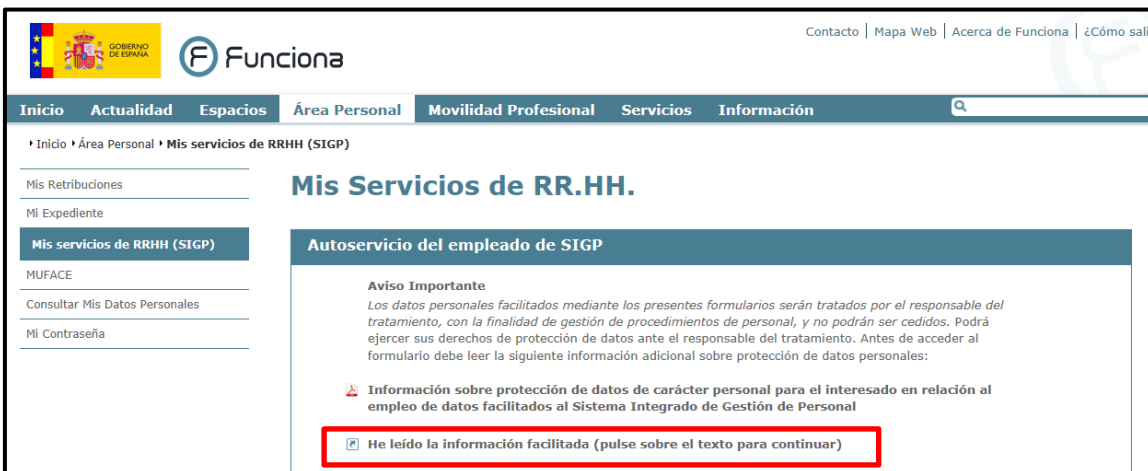 Contacto | Mapa Web | Acerca de Funciona | ¿Cómo sali
GOBIERNO
DE ESPAÑA
F Funciona
Inicio Actualidad Espacios Área Personal Movilidad Profesional Servicios Información
Inicio Área Personal Mis servicios de RRHH (SIGP)
Mis Retribuciones
Mi Expediente
Mis servicios de RRHH (SIGP)
MUFACE
Consultar Mis Datos Personales
Mi Contraseña
Mis Servicios de RR.HH.
Autoservicio del empleado de SIGP
Aviso Importante
Los datos personales facilitados mediante los presentes formularios serán tratados por el responsable del
tratamiento, con la finalidad de gestión de procedimientos de personal, y no podrán ser cedidos. Podrá
ejercer sus derechos de protección de datos ante el responsable del tratamiento. Antes de acceder al
formulario debe leer la siguiente información adicional sobre protección de datos personales:
Información sobre protección de datos de carácter personal para el interesado en relación al
empleo de datos facilitados al Sistema Integrado de Gestión de Personal
He leído la información facilitada (pulse sobre el texto para continuar)